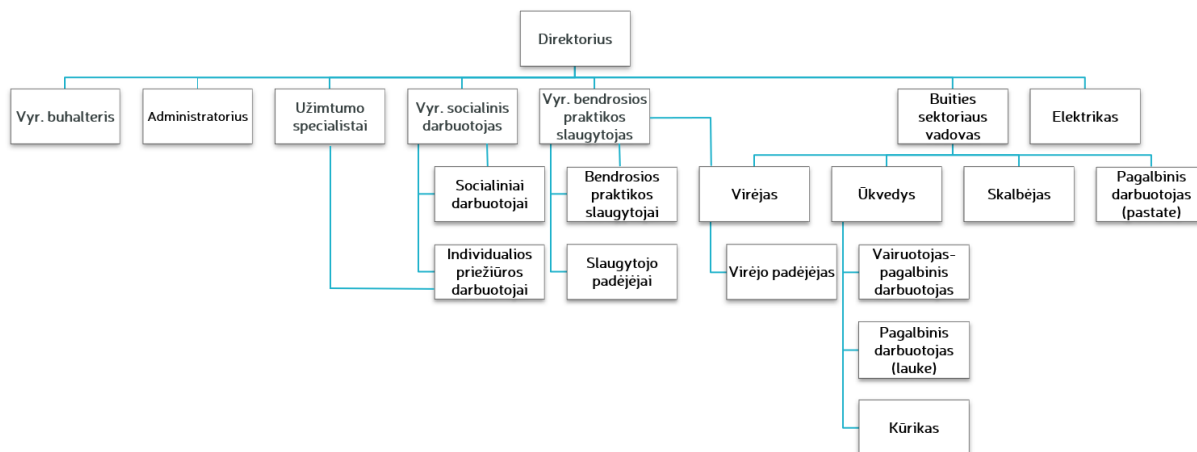 Direktorius
Vyr. buhalteris
Administratorius
Užimtumo
specialistai
Vyr. socialinis
darbuotojas
Vyr. bendrosios
praktikos
slaugytojas
Buities
sektoriaus
vadovas
Elektrikas
Socialiniai
darbuotojai
Bendrosios
praktikos
slaugytojai
Virėjas
Ūkvedys
Skalbėjas
Pagalbinis
darbuotojas
(pastate)
Individualios
priežiūros
darbuotojai
Slaugytojo
padėjėjai
Virėjo padėjėjas
Vairuotojas-
pagalbinis
darbuotojas
Pagalbinis
darbuotojas
(lauke)
Kūrikas